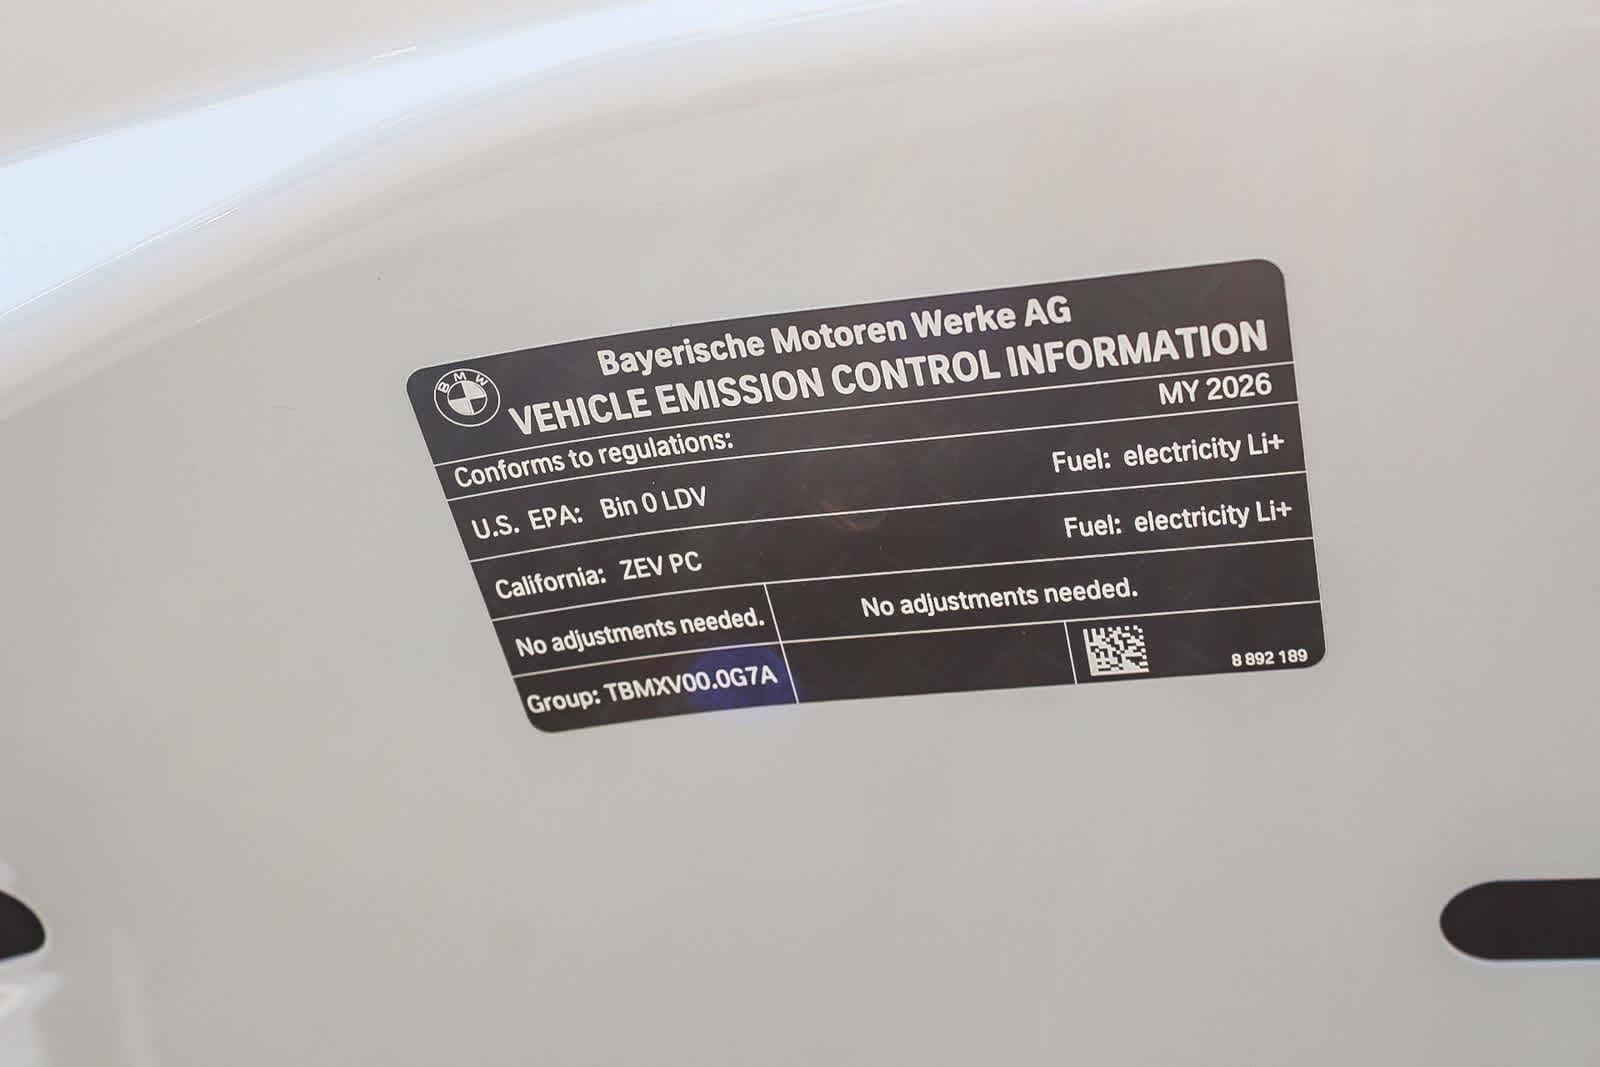 BMW
Bayerische Motoren Werke AG
VEHICLE EMISSION CONTROL INFORMATION
MY 2026
Conforms to regulations:
U.S. EPA: Bin 0 LDV Fuel: electricity Li+
California: ZEV PC Fuel: electricity Li+
No adjustments needed. No adjustments needed.
Group: TBMXV00.0G7A 8 892 189